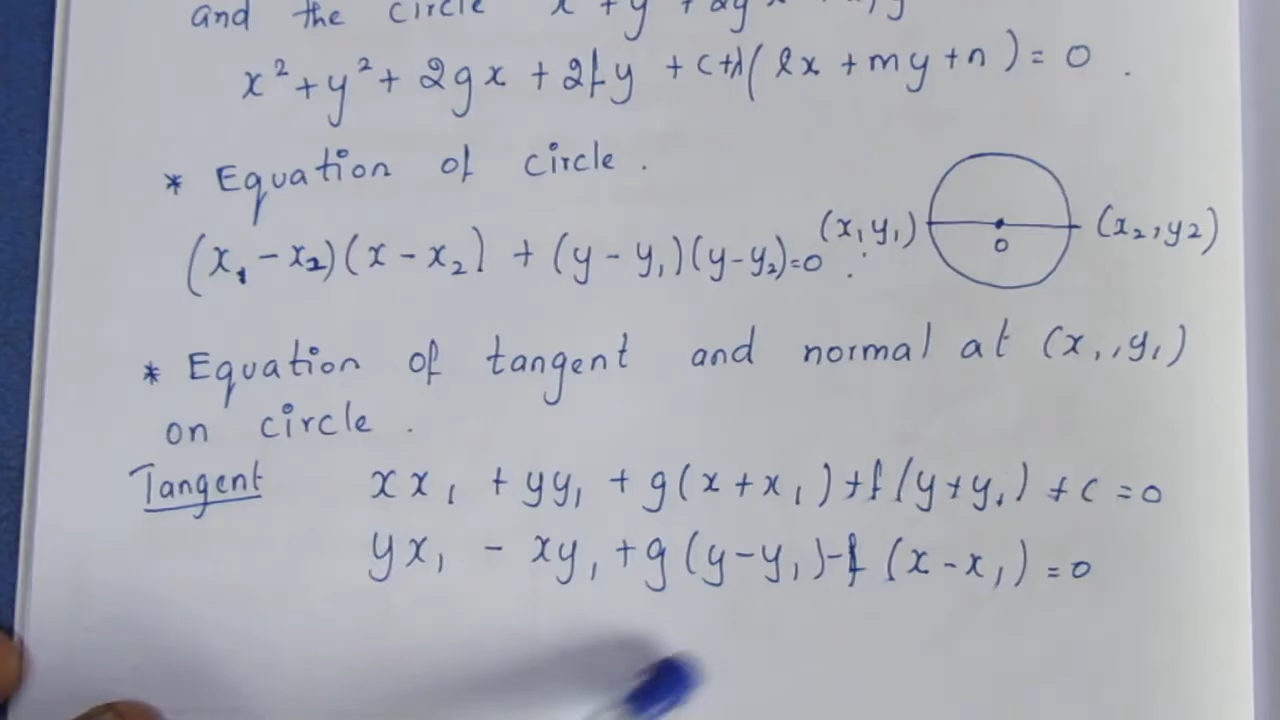 and the circle
x² + y² + 2gx + 2fy + c + λ(lx + my + n) = 0 .
* Equation of circle .
(x₁ - x₂)(x - x₂) + (y - y₁)(y - y₂) = 0 .
(x₁ y₁)
o
(x₂, y2)
* Equation of tangent and normal at (x₁, y₁)
on circle .
Tangent xx₁ + yy₁ + g(x + x₁) + f(y + y₁) + c = 0
yx₁ - xy₁ + g(y - y₁) - f(x - x₁) = 0